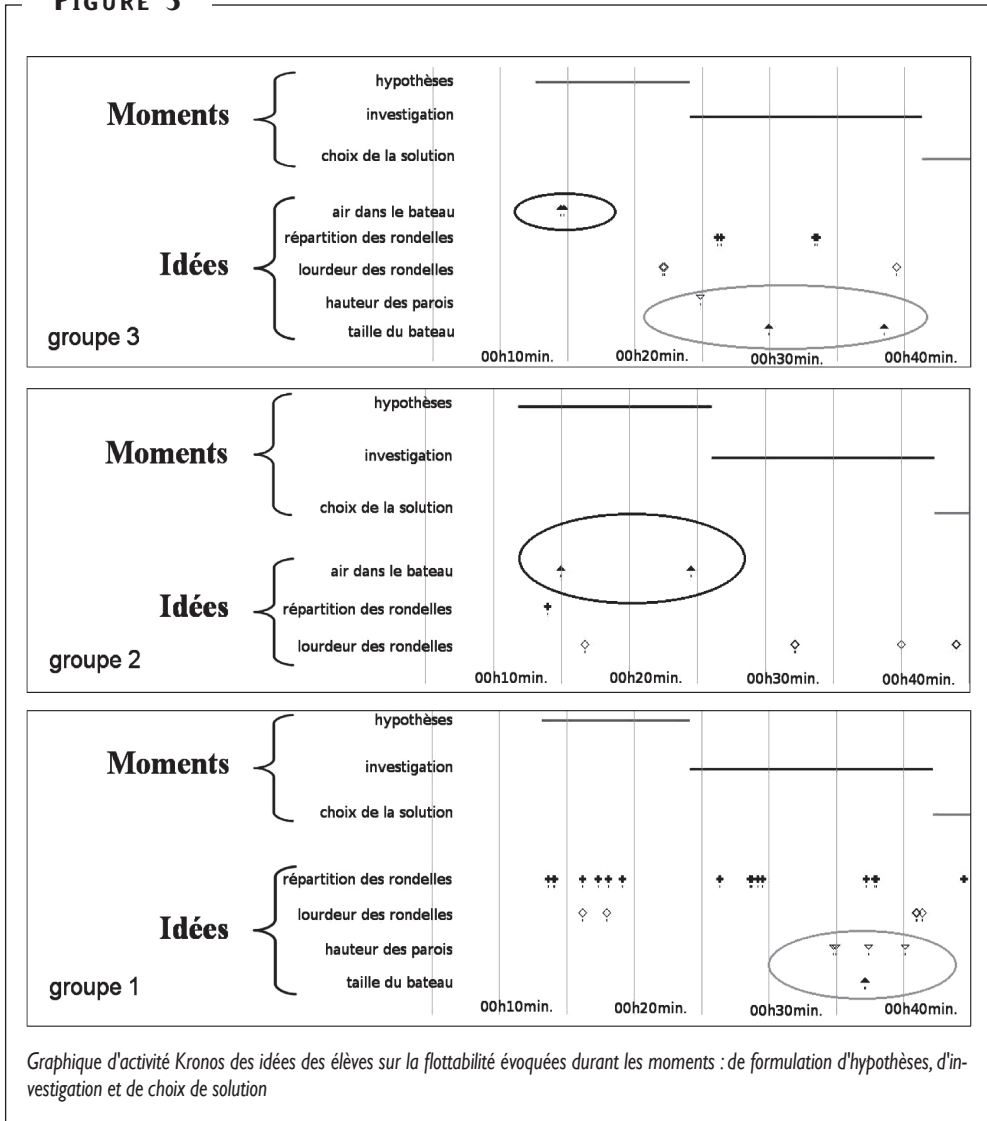 FIGURE 3
hypothèses
Moments
investigation
choix de la solution
air dans le bateau
répartition des rondelles
Idées
lourdeur des rondelles
hauteur des parois
groupe 3
taille du bateau
00h10min. 00h20min. 00h30min. 00h40min.
hypothèses
Moments
investigation
choix de la solution
air dans le bateau
Idées
répartition des rondelles
lourdeur des rondelles
groupe 2
00h10min. 00h20min. 00h30min. 00h40min.
hypothèses
Moments
investigation
choix de la solution
répartition des rondelles
lourdeur des rondelles
Idées
hauteur des parois
groupe 1
taille du bateau
00h10min. 00h20min. 00h30min. 00h40min.
Graphique d'activité Kronos des idées des élèves sur la flottabilité évoquées durant les moments : de formulation d'hypothèses, d'in-
vestigation et de choix de solution